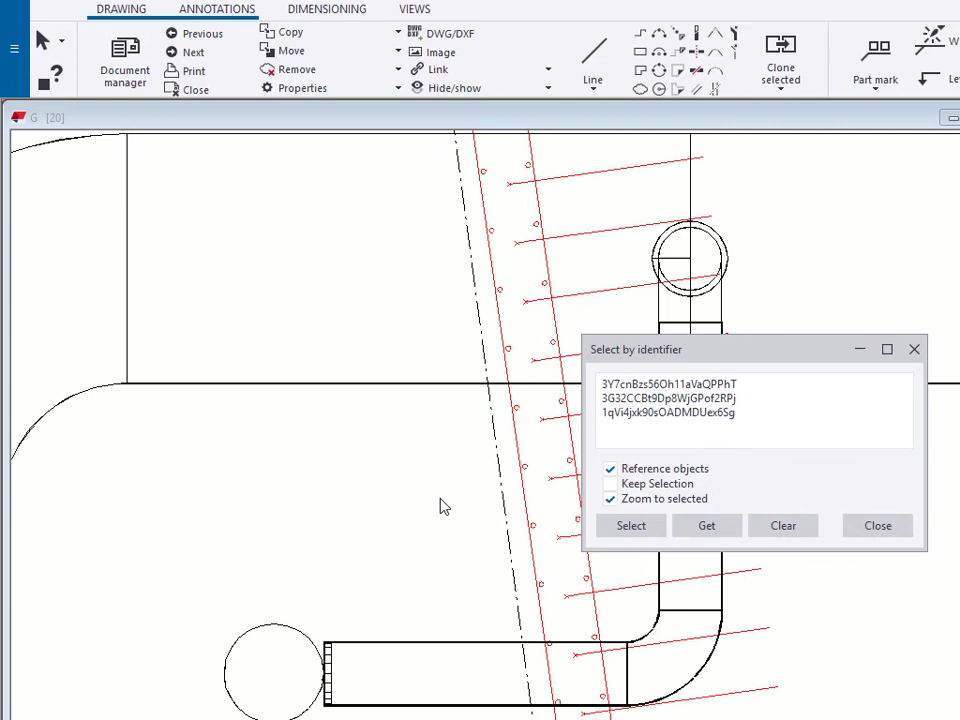 DRAWING ANNOTATIONS DIMENSIONING VIEWS
Previous
Next
Print
Close
Document
manager
Copy
Move
Remove
Properties
DWG/DXF
Image
Link
Hide/show
Line
Clone
selected
Part mark
G [20]
Select by identifier
3Y7cnBzs56Oh11aVaQPPhT
3G32CCBt9Dp8WjGPof2RPj
1qVi4jxk90sOADMDUex6Sg
Reference objects
Keep Selection
Zoom to selected
Select Get Clear Close